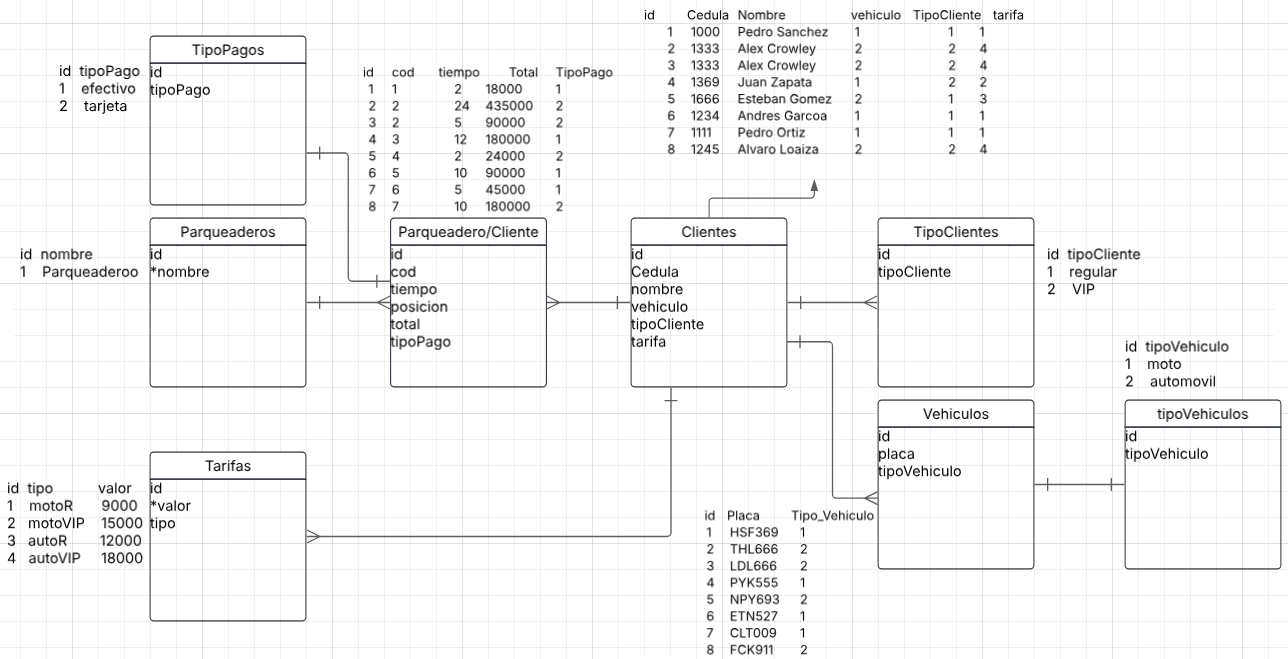 TipoPagos
id
tipoPago
id tipoPago
1 efectivo
2 tarjeta
id cod tiempo Total TipoPago
1 1 2 18000 1
2 2 24 435000 2
3 2 5 90000 2
4 3 12 180000 1
5 4 2 24000 2
6 5 10 90000 1
7 6 5 45000 1
8 7 10 180000 2
id Cedula Nombre vehiculo TipoCliente tarifa
1 1000 Pedro Sanchez 1 1 1
2 1333 Alex Crowley 2 2 4
3 1333 Alex Crowley 2 2 4
4 1369 Juan Zapata 1 2 2
5 1666 Esteban Gomez 2 1 3
6 1234 Andres Garcoa 1 1 1
7 1111 Pedro Ortiz 1 1 1
8 1245 Alvaro Loaiza 2 2 4
id nombre
1 Parqueaderoo
Parqueaderos
id
*nombre
Parqueadero/Cliente
id
cod
tiempo
posicion
total
tipoPago
Clientes
id
Cedula
nombre
vehiculo
tipoCliente
tarifa
TipoClientes
id
tipoCliente
id tipoCliente
1 regular
2 VIP
id tipoVehiculo
1 moto
2 automovil
Vehiculos
id
placa
tipoVehiculo
tipoVehiculos
id
tipoVehiculo
id tipo valor
1 motoR 9000
2 motoVIP 15000
3 autoR 12000
4 autoVIP 18000
Tarifas
id
*valor
tipo
id Placa Tipo_Vehiculo
1 HSF369 1
2 THL666 2
3 LDL666 2
4 PYK555 1
5 NPY693 2
6 ETN527 1
7 CLT009 1
8 FCK911 2